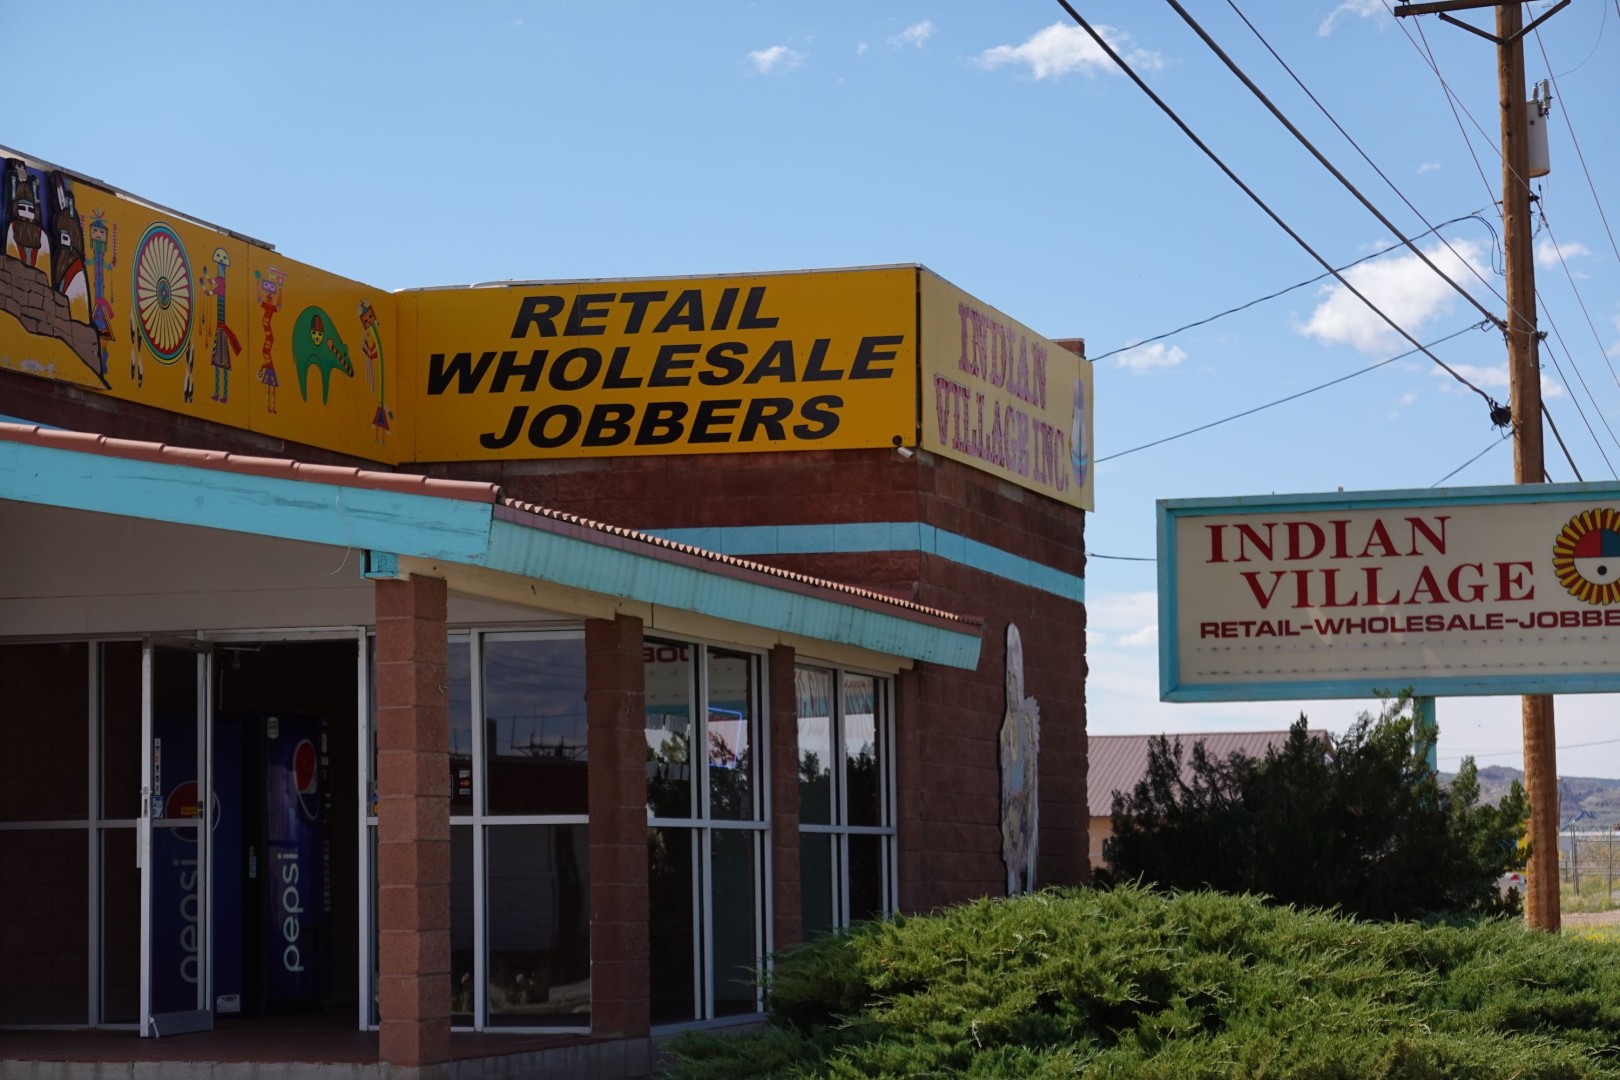 RETAIL
WHOLESALE
JOBBERS
INDIAN
VILLAGE INC.
INDIAN
VILLAGE
RETAIL-WHOLESALE-JOBBE
pepsi
pepsi